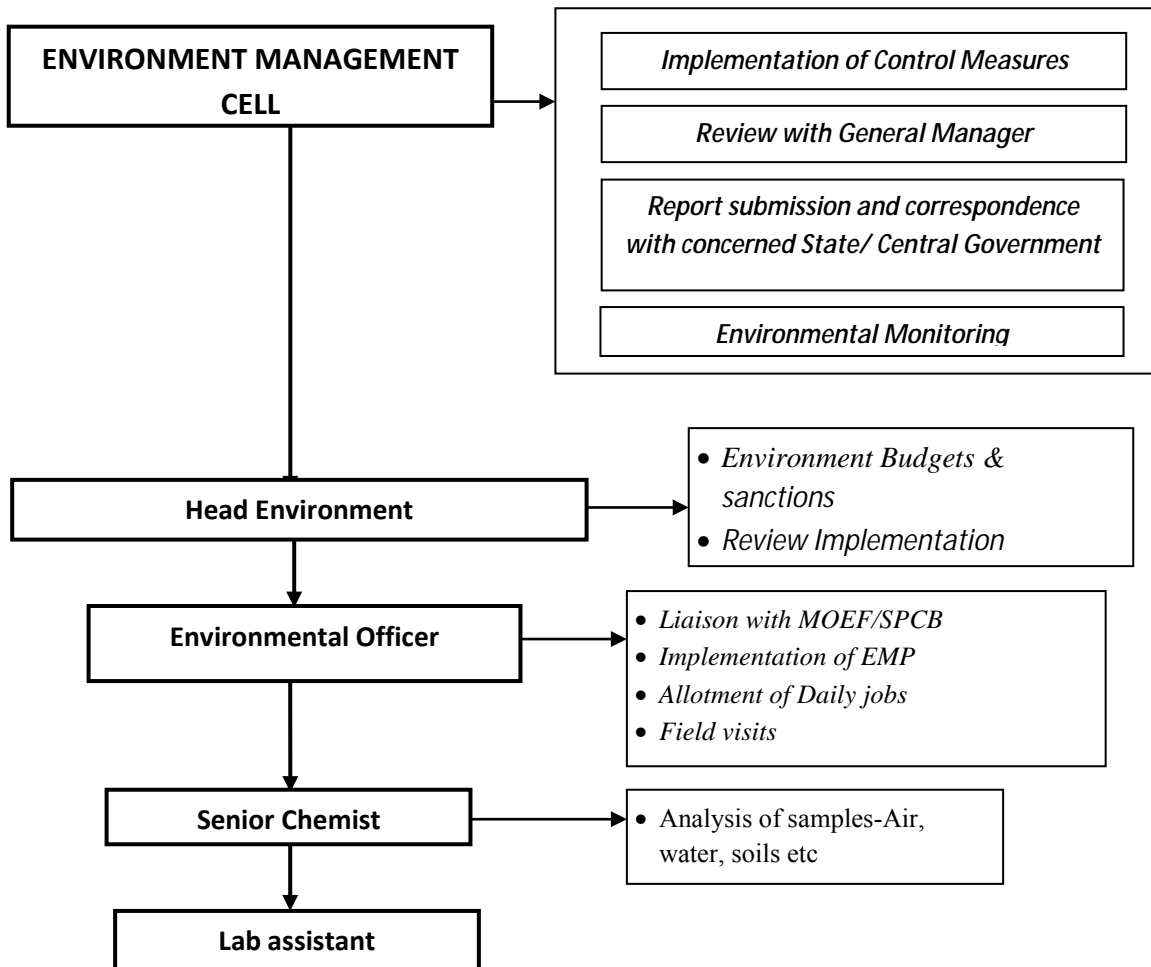 ENVIRONMENT MANAGEMENT
CELL
Implementation of Control Measures
Review with General Manager
Report submission and correspondence
with concerned State/ Central Government
Environmental Monitoring
Head Environment
• Environment Budgets &
sanctions
• Review Implementation
Environmental Officer
• Liaison with MOEF/SPCB
• Implementation of EMP
• Allotment of Daily jobs
• Field visits
Senior Chemist
• Analysis of samples-Air,
water, soils etc
Lab assistant